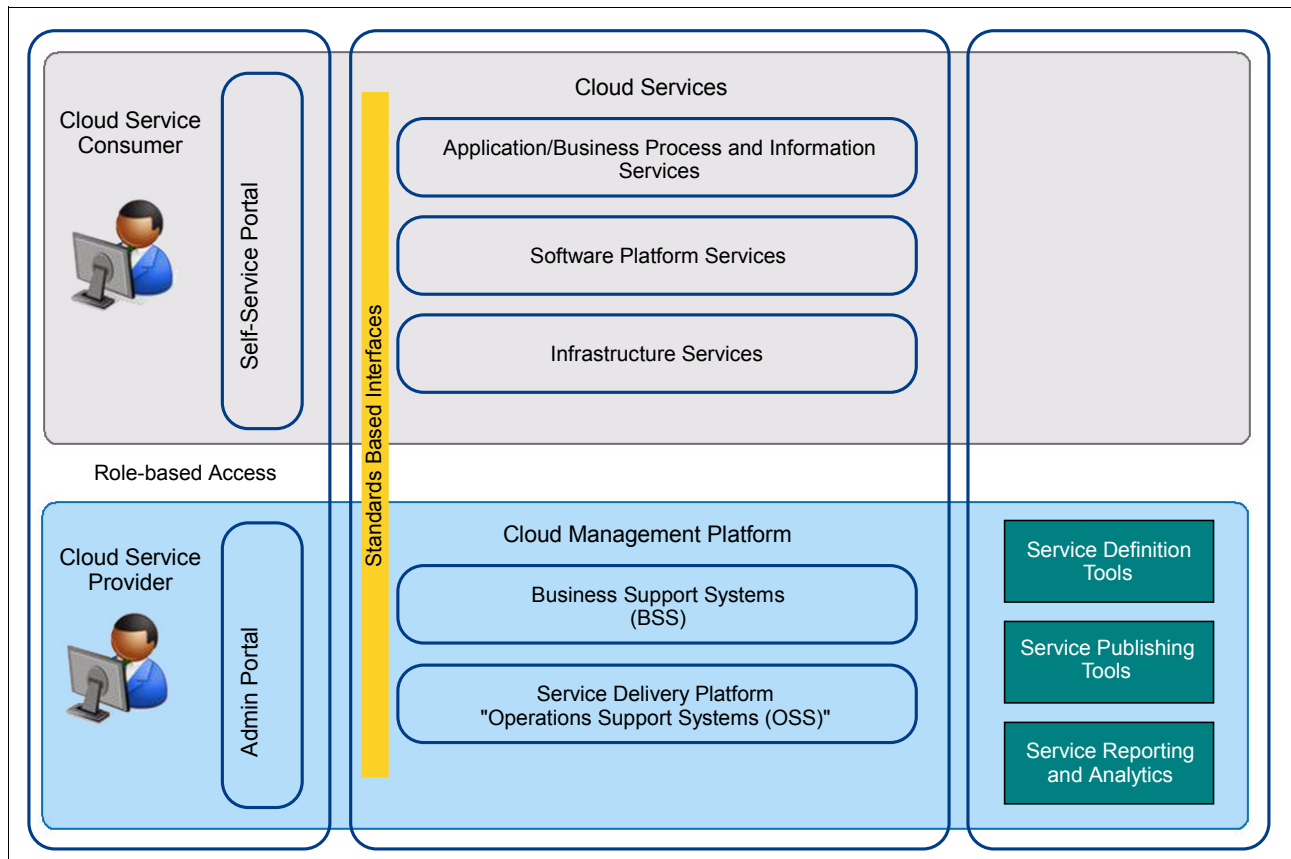 Cloud Service
Consumer
Self-Service Portal
Cloud Services
Application/Business Process and Information
Services
Software Platform Services
Infrastructure Services
Standards Based Interfaces
Role-based Access
Cloud Service
Provider
Admin Portal
Cloud Management Platform
Business Support Systems
(BSS)
Service Delivery Platform
"Operations Support Systems (OSS)"
Service Definition
Tools
Service Publishing
Tools
Service Reporting
and Analytics